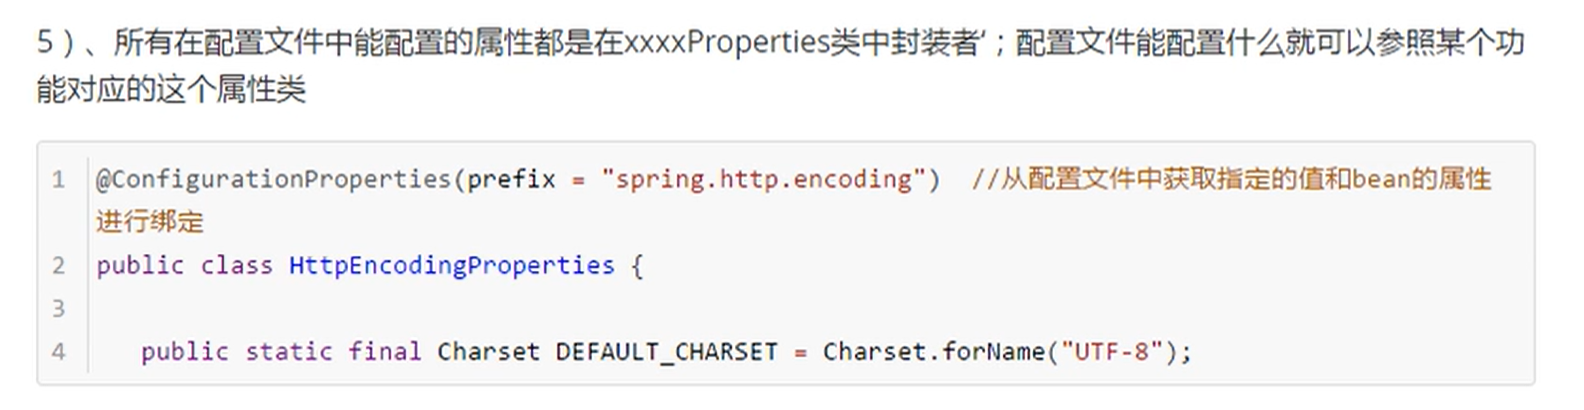 5）、所有在配置文件中能配置的属性都是在xxxxProperties类中封装者‘；配置文件能配置什么就可以参照某个功
能对应的这个属性类
1 @ConfigurationProperties(prefix = "spring.http.encoding")  //从配置文件中获取指定的值和bean的属性
进行绑定
2 public class HttpEncodingProperties {
3
4    public static final Charset DEFAULT_CHARSET = Charset.forName("UTF-8");